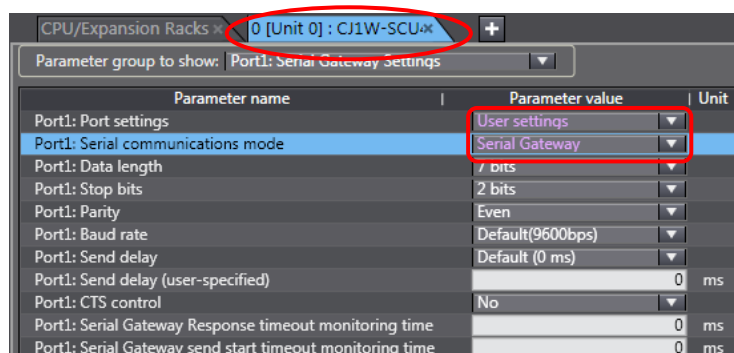 CPU/Expansion Racks × 0 [Unit 0] : CJ1W-SCU4× +
Parameter group to show: Port1: Serial Gateway Settings
Parameter name | Parameter value | Unit
Port1: Port settings User settings
Port1: Serial communications mode Serial Gateway
Port1: Data length 7 bits
Port1: Stop bits 2 bits
Port1: Parity Even
Port1: Baud rate Default(9600bps)
Port1: Send delay Default (0 ms)
Port1: Send delay (user-specified) 0 ms
Port1: CTS control No
Port1: Serial Gateway Response timeout monitoring time 0 ms
Port1: Serial Gateway send start timeout monitoring time 0 ms